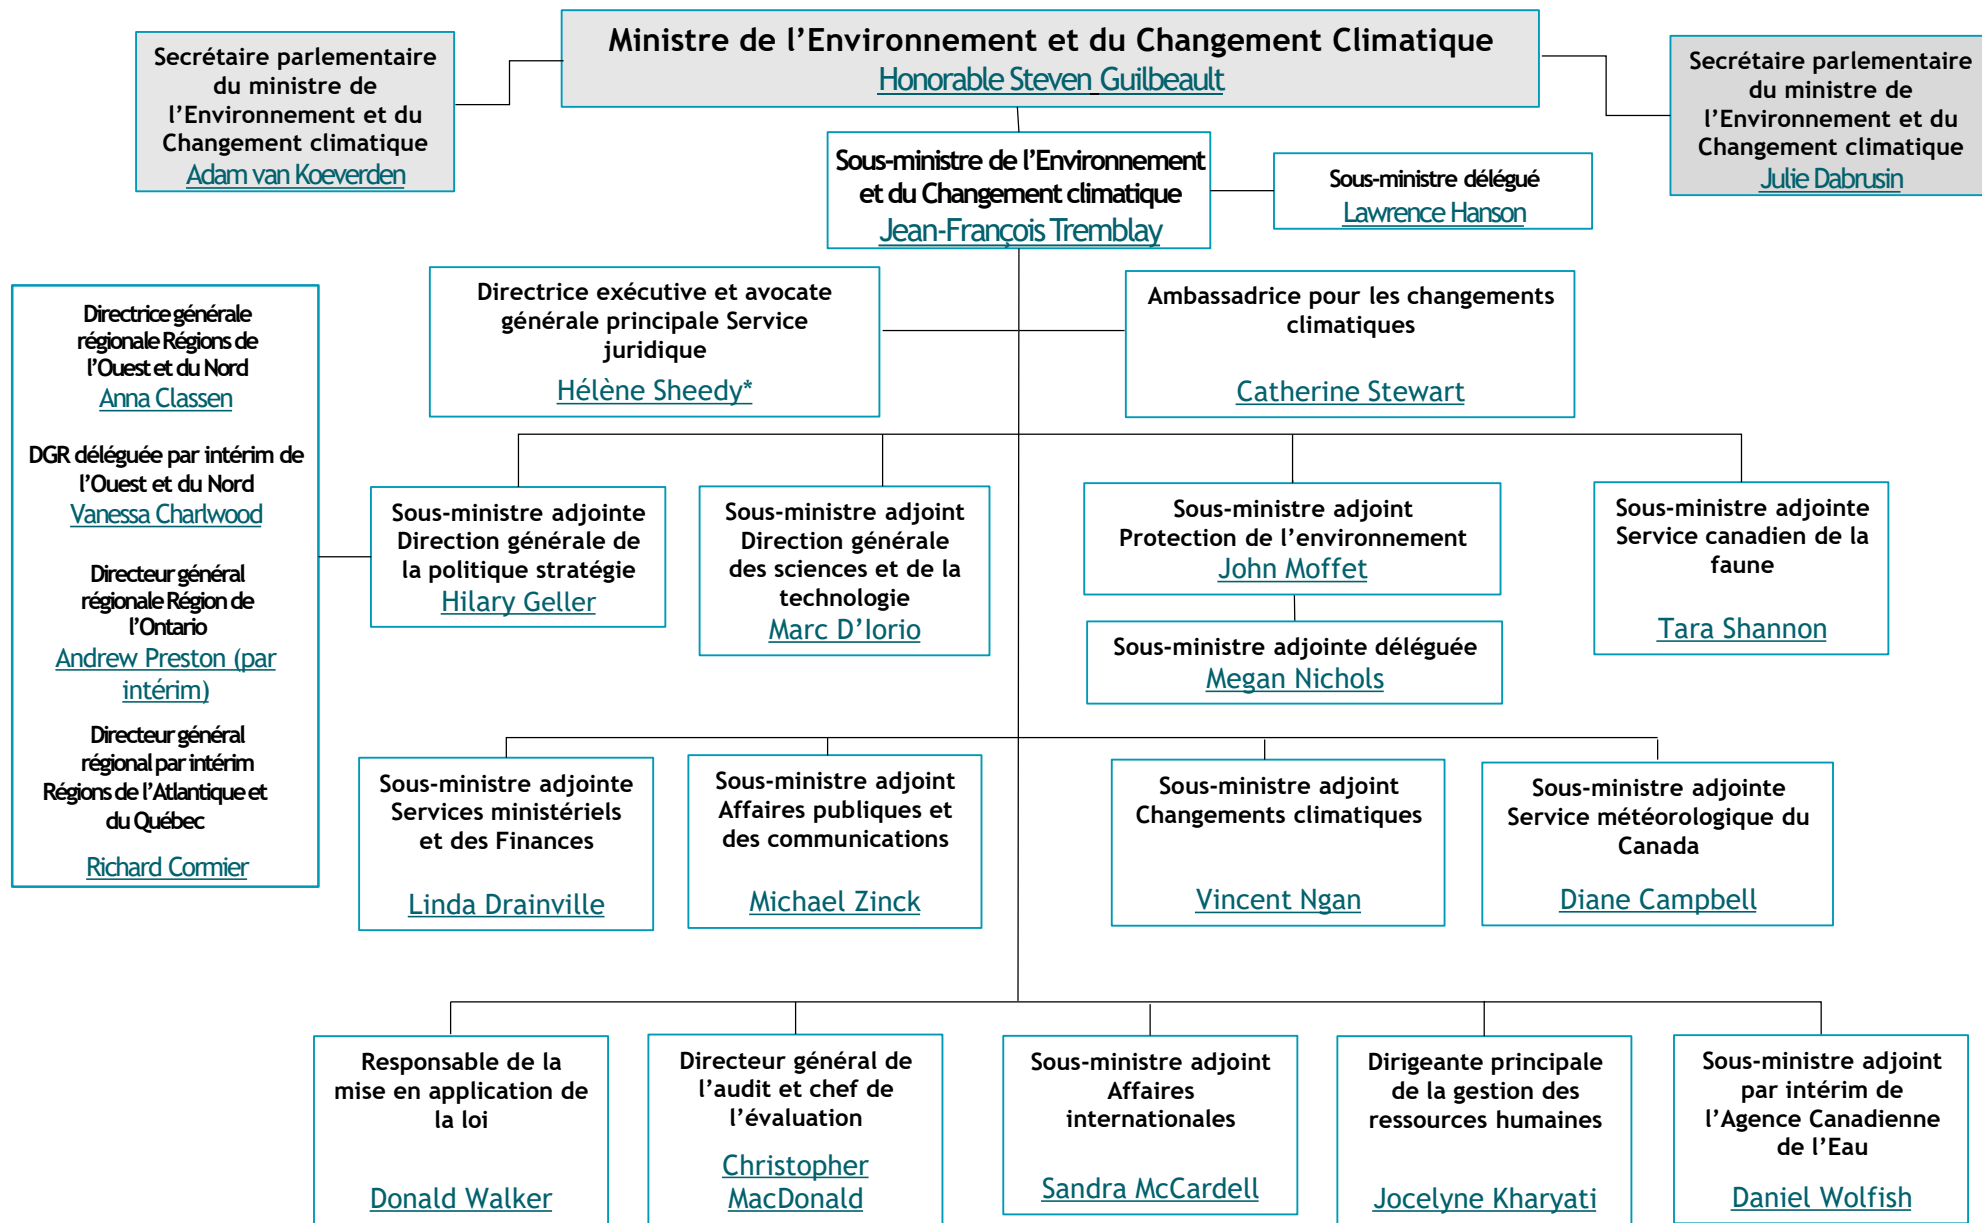 Ministre de l’Environnement et du Changement Climatique
Honorable Steven Guilbeault
Secrétaire parlementaire
du ministre de
l’Environnement et du
Changement climatique
Adam van Koeverden
Secrétaire parlementaire
du ministre de
l’Environnement et du
Changement climatique
Julie Dabrusin
Sous-ministre de l’Environnement
et du Changement climatique
Jean-François Tremblay
Sous-ministre délégué
Lawrence Hanson
Directrice exécutive et avocate
générale principale Service
juridique
Hélène Sheedy*
Ambassadrice pour les changements
climatiques
Catherine Stewart
Directrice générale
régionale Régions de
l’Ouest et du Nord
Anna Classen
DGR déléguée par intérim de
l’Ouest et du Nord
Vanessa Charlwood
Directeur général
régionale Région de
l’Ontario
Andrew Preston (par
intérim)
Directeur général
régional par intérim
Régions de l’Atlantique et
du Québec
Richard Cormier
Sous-ministre adjointe
Direction générale de
la politique stratégie
Hilary Geller
Sous-ministre adjoint
Direction générale
des sciences et de la
technologie
Marc D’Iorio
Sous-ministre adjoint
Protection de l’environnement
John Moffet
Sous-ministre adjointe déléguée
Megan Nichols
Sous-ministre adjointe
Service canadien de la
faune
Tara Shannon
Sous-ministre adjointe
Services ministériels
et des Finances
Linda Drainville
Sous-ministre adjoint
Affaires publiques et
des communications
Michael Zinck
Sous-ministre adjoint
Changements climatiques
Vincent Ngan
Sous-ministre adjointe
Service météorologique du
Canada
Diane Campbell
Responsable de la
mise en application de
la loi
Donald Walker
Directeur général de
l’audit et chef de
l’évaluation
Christopher
MacDonald
Sous-ministre adjoint
Affaires
internationales
Sandra McCardell
Dirigeante principale
de la gestion des
ressources humaines
Jocelyne Kharyati
Sous-ministre adjoint
par intérim de
l’Agence Canadienne
de l’Eau
Daniel Wolfish